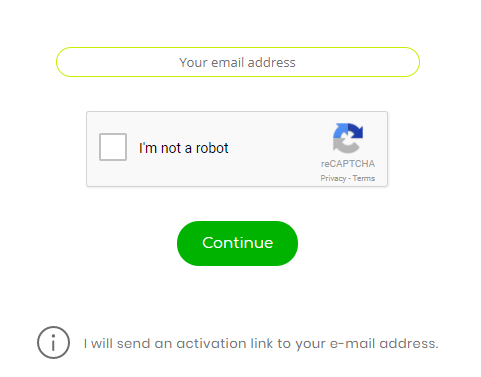 Your email address
I'm not a robot
reCAPTCHA
Privacy - Terms
Continue
I will send an activation link to your e-mail address.